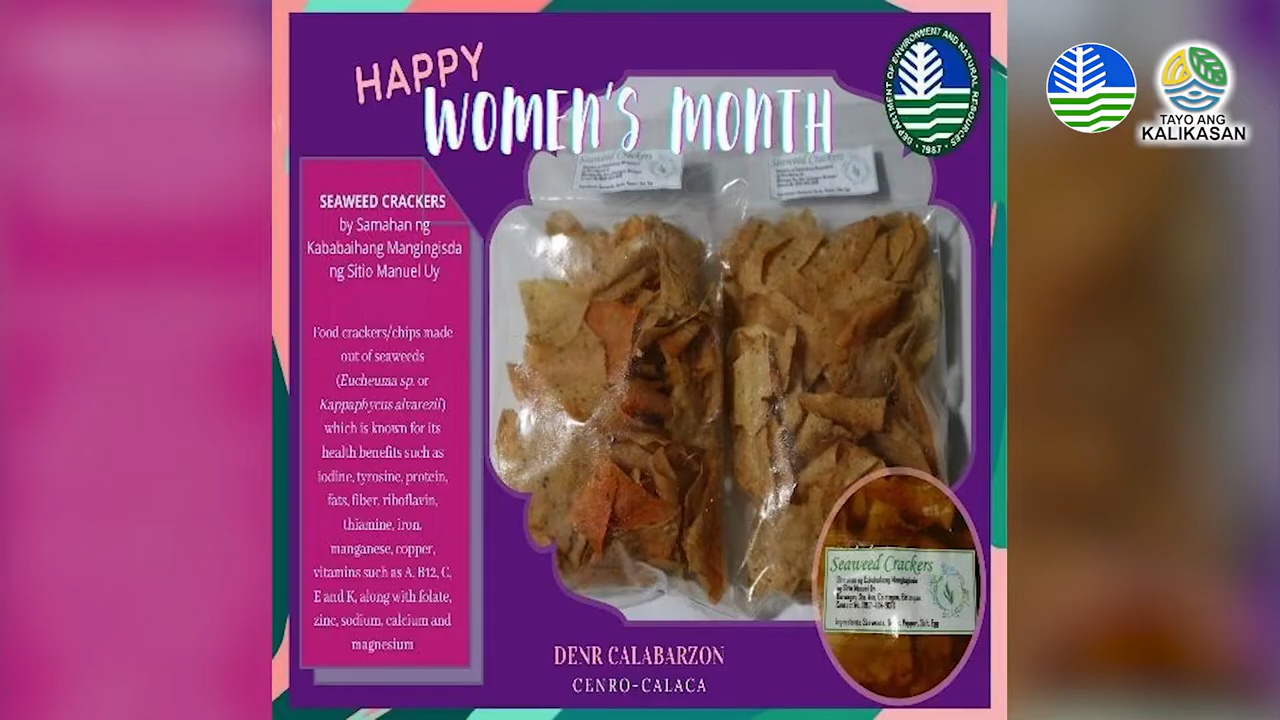 HAPPY
WOMEN'S MONTH
DEPARTMENT OF ENVIRONMENT AND NATURAL RESOURCES
1987
TAYO ANG
KALIKASAN
SEAWEED CRACKERS
by Samahan ng
Kababaihang Mangingisda
ng Sitio Manuel Uy
Food crackers/chips made
out of seaweeds
(Eucheuma sp. or
Kappaphycus alvarezii)
which is known for its
health benefits such as
iodine, tyrosine, protein,
fats, fiber, riboflavin,
thiamine, iron,
manganese, copper,
vitamins such as A, B12, C,
E and K, along with folate,
zinc, sodium, calcium and
magnesium
Seaweed Crackers
Seaweed Crackers
Seaweed Crackers
ng Sitio Manuel Uy
DENR CALABARZON
CENRO-CALACA